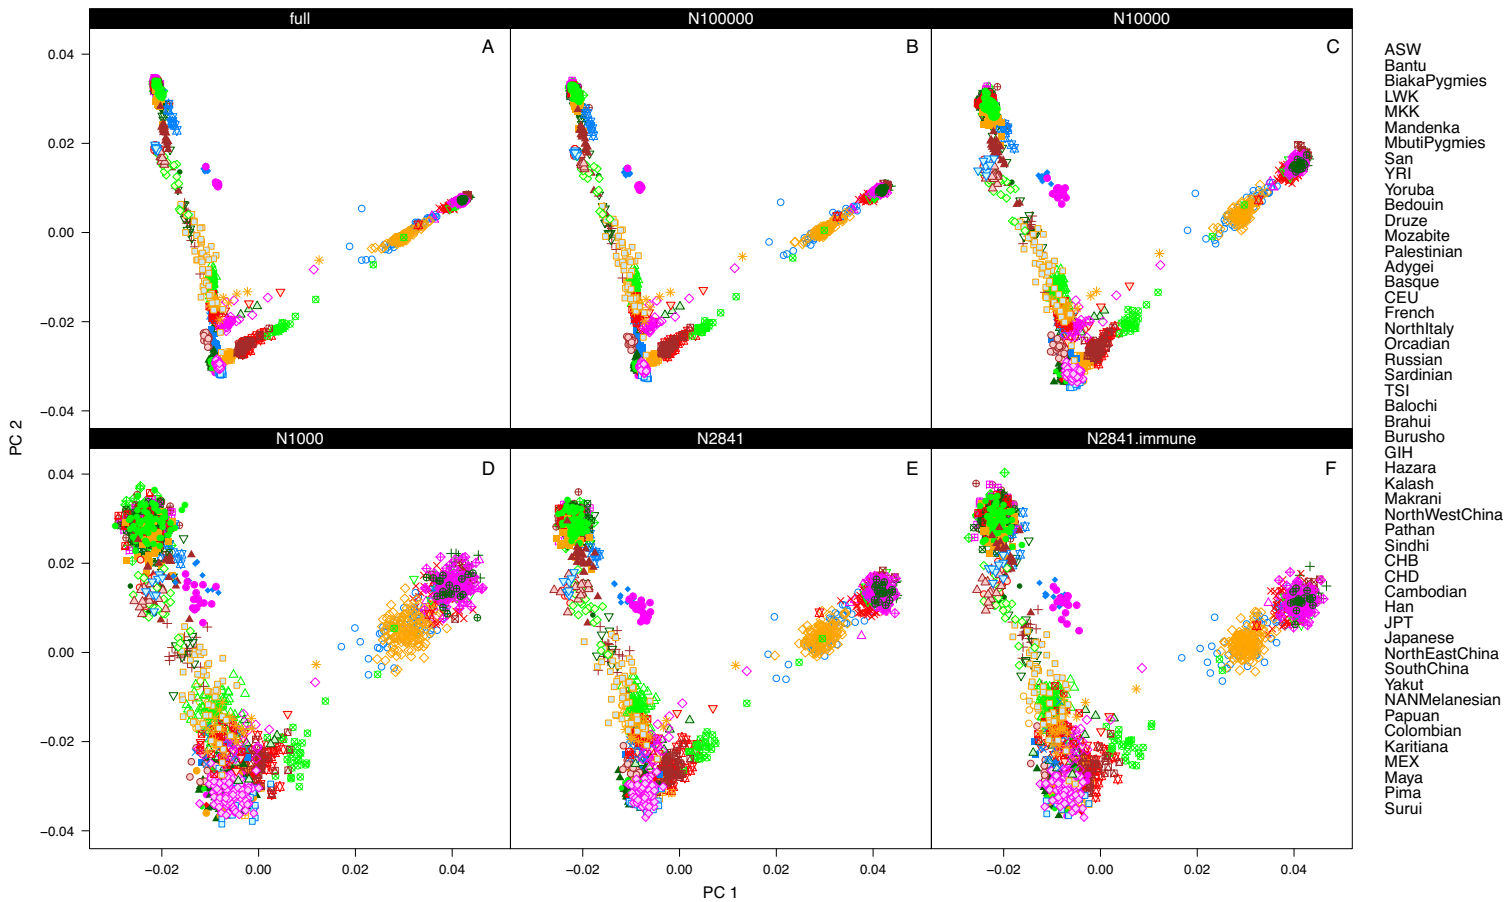 full
N100000
N10000
A
B
C
0.04
0.02
0.00
−0.02
−0.04
PC 2
N1000
N2841
N2841.immune
D
E
F
0.04
0.02
0.00
−0.02
−0.04
−0.02
0.00
0.02
0.04
−0.02
0.00
0.02
0.04
−0.02
0.00
0.02
0.04
PC 1
ASW
Bantu
BiakaPygmies
LWK
MKK
Mandenka
MbutiPygmies
San
YRI
Yoruba
Bedouin
Druze
Mozabite
Palestinian
Adygei
Basque
CEU
French
NorthItaly
Orcadian
Russian
Sardinian
TSI
Balochi
Brahui
Burusho
GIH
Hazara
Kalash
Makrani
NorthWestChina
Pathan
Sindhi
CHB
CHD
Cambodian
Han
JPT
Japanese
NorthEastChina
SouthChina
Yakut
NANMelanesian
Papuan
Colombian
Karitiana
MEX
Maya
Pima
Surui